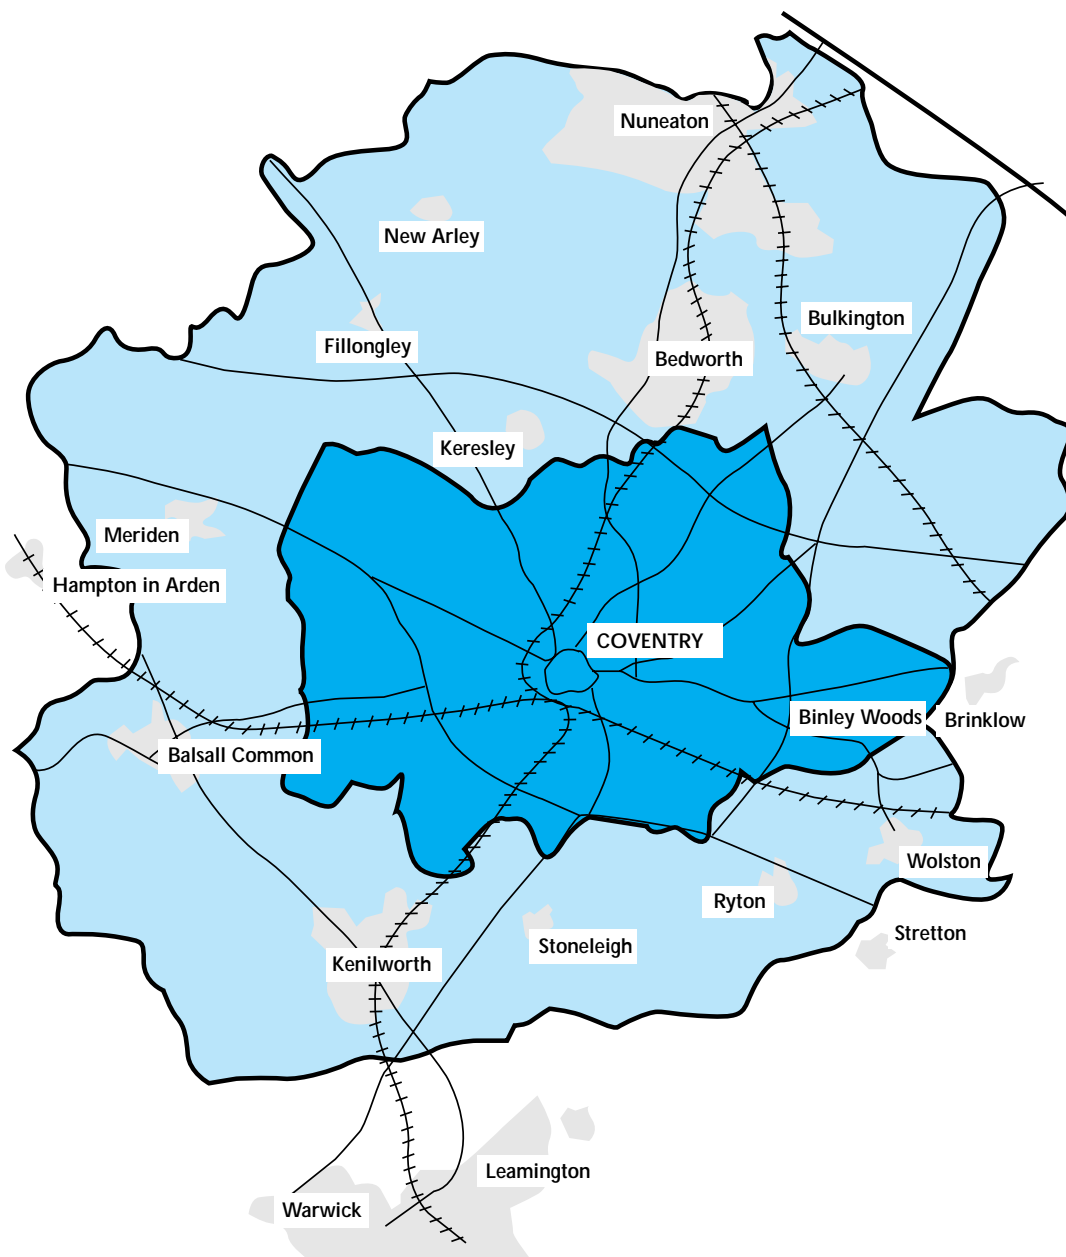 Nuneaton
New Arley
Bulkington
Fillongley
Bedworth
Keresley
Meriden
Hampton in Arden
COVENTRY
Binley Woods
Brinklow
Balsall Common
Wolston
Ryton
Stretton
Stoneleigh
Kenilworth
Leamington
Warwick